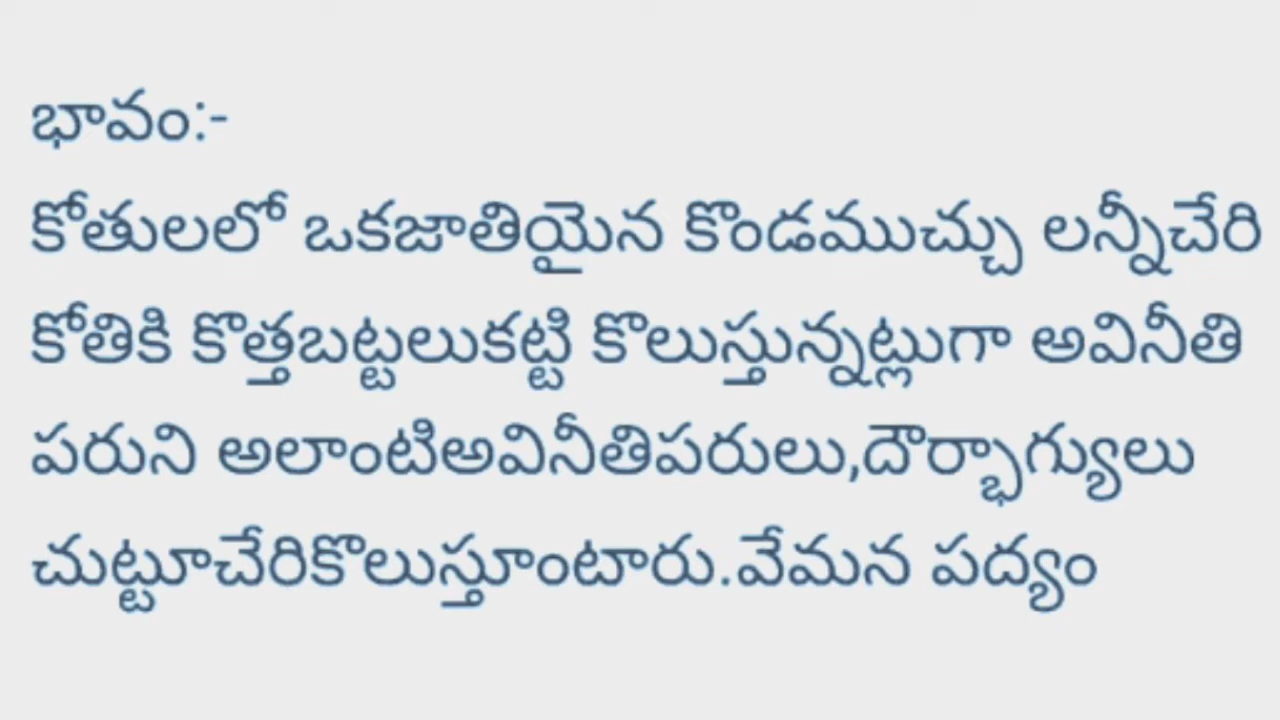 భావం:-
కోతులలో ఒకజాతియైన కొండముచ్చు లన్నీచేరి
కోతికి కొత్తబట్టలుకట్టి కొలుస్తున్నట్లుగా అవినీతి
పరుని అలాంటిఅవినీతిపరులు,దౌర్భాగ్యులు
చుట్టూచేరికొలుస్తూంటారు.వేమన పద్యం